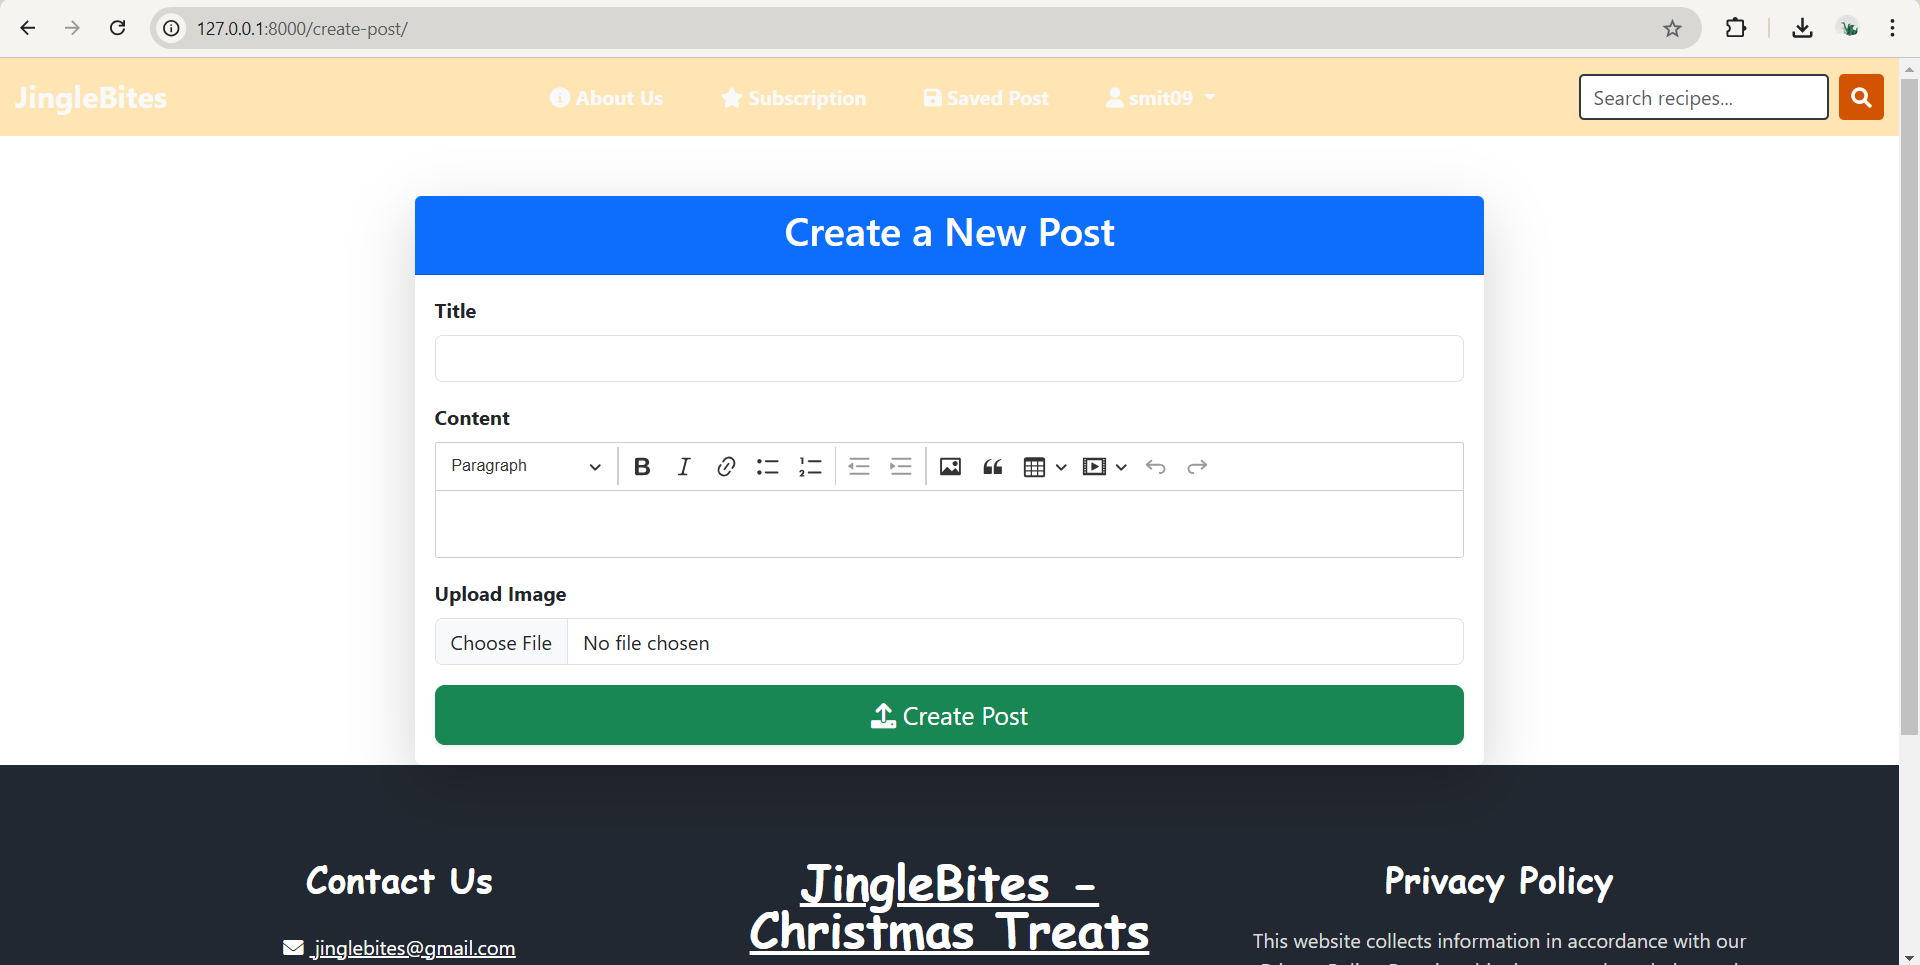 127.0.0.1:8000/create-post/
JingleBites
About Us
Subscription
Saved Post
smit09
Search recipes...
Create a New Post
Title
Content
Paragraph
Upload Image
Choose File
No file chosen
Create Post
Contact Us
jinglebites@gmail.com
JingleBites -
Christmas Treats
Privacy Policy
This website collects information in accordance with our